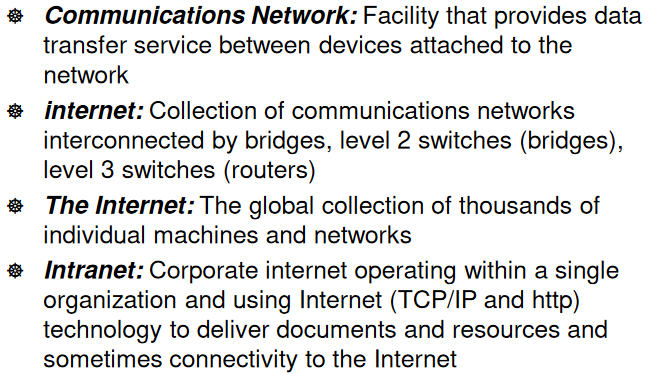 Communications Network: Facility that provides data
transfer service between devices attached to the
network
internet: Collection of communications networks
interconnected by bridges, level 2 switches (bridges),
level 3 switches (routers)
The Internet: The global collection of thousands of
individual machines and networks
Intranet: Corporate internet operating within a single
organization and using Internet (TCP/IP and http)
technology to deliver documents and resources and
sometimes connectivity to the Internet